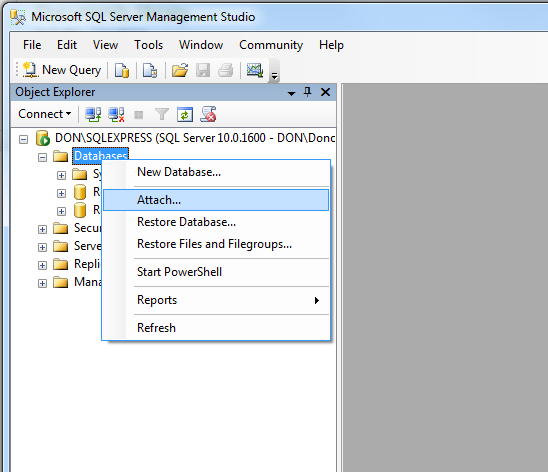 Microsoft SQL Server Management Studio
File Edit View Tools Window Community Help
New Query
Object Explorer
Connect
DON\SQLEXPRESS (SQL Server 10.0.1600 - DON\Donc
Databases
New Database...
Attach...
Restore Database...
Restore Files and Filegroups...
Start PowerShell
Reports
Refresh
Sy
R
R
Secu
Serve
Repli
Mana